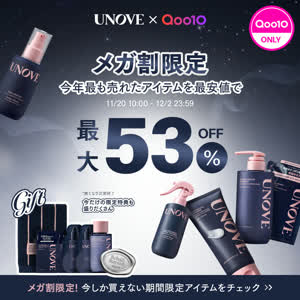 UNOVE × Qoo10
Qoo10
ONLY
メガ割限定
今年最も売れたアイテムを最安値で
11/20 10:00 - 12/2 23:59
最大53%OFF
Gift
今だけの限定特典も
盛りだくさん!
UNOVE
UNOVE
UNOVE
UNOVE
メガ割限定! 今しか買えない期間限定アイテムをチェック >>